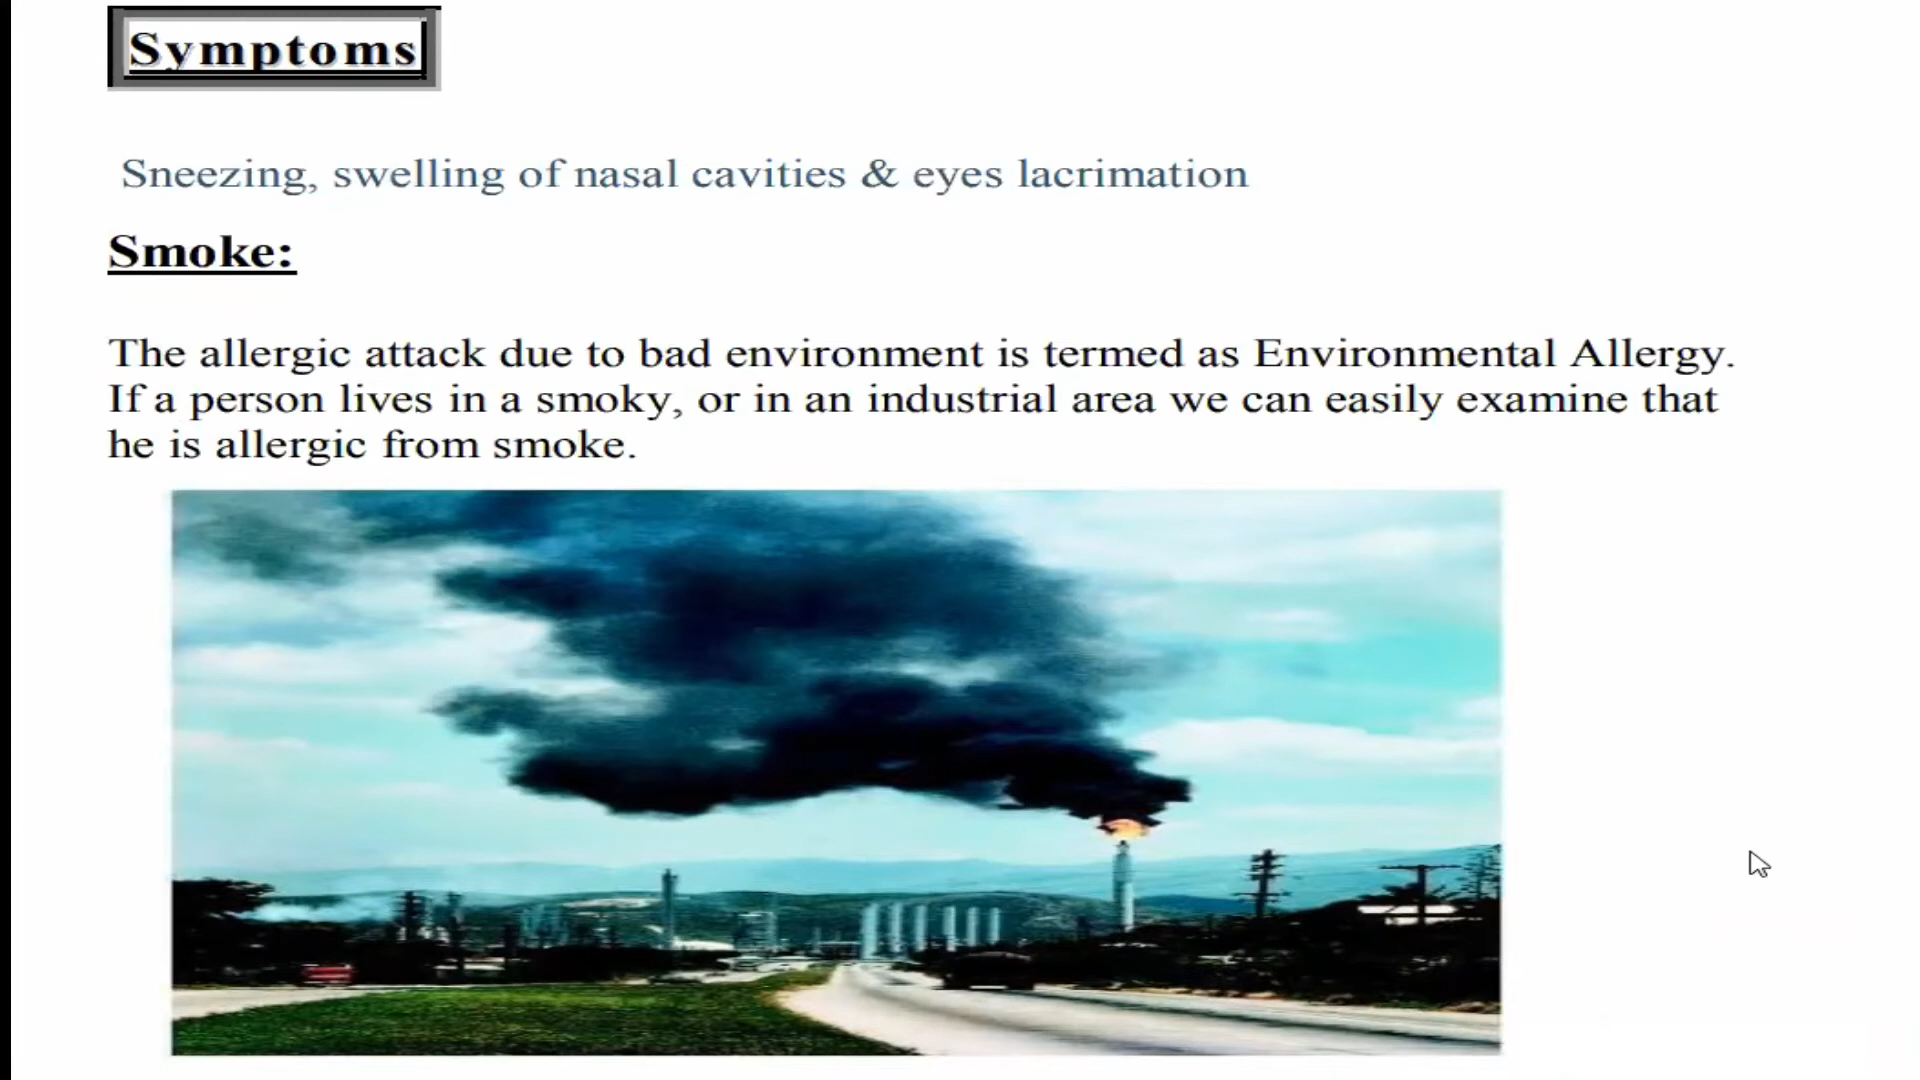 Symptoms
Sneezing, swelling of nasal cavities & eyes lacrimation
Smoke:
The allergic attack due to bad environment is termed as Environmental Allergy.
If a person lives in a smoky, or in an industrial area we can easily examine that
he is allergic from smoke.